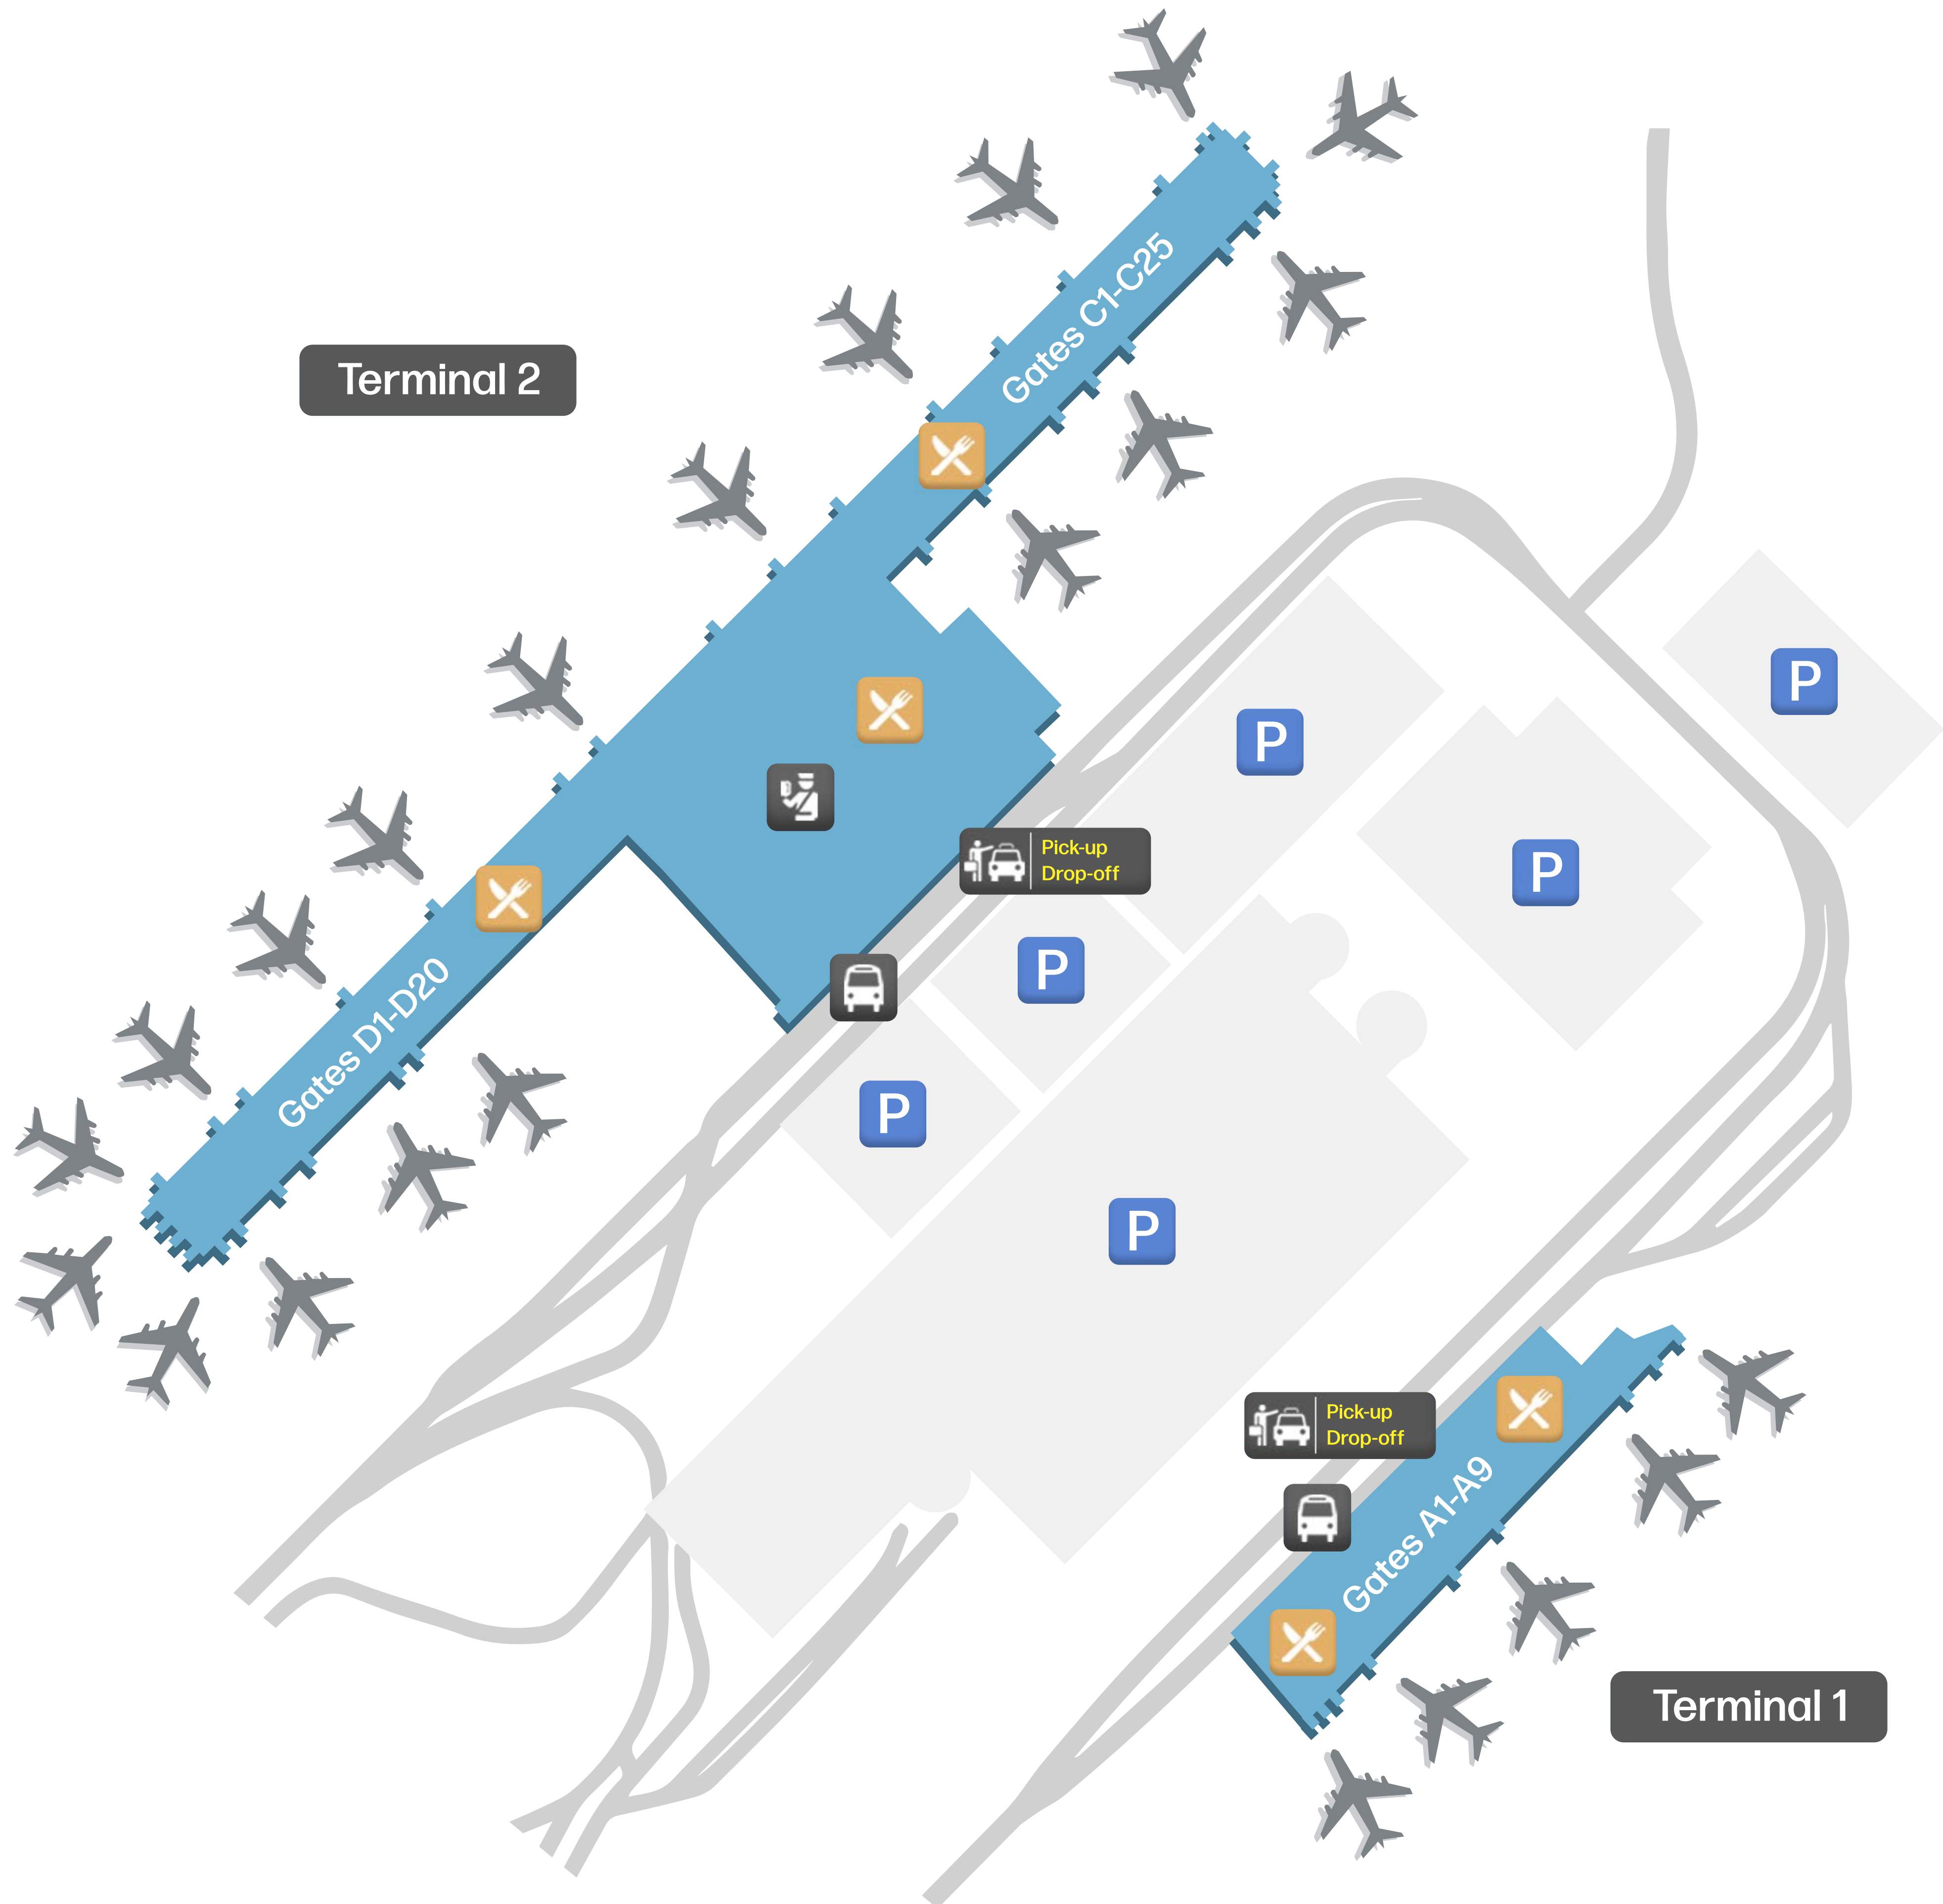 Gates C1-C25
Terminal 2
P
P
Pick-up
Drop-off
P
P
Gates D1-D20
P
P
Pick-up
Drop-off
Gates A1-A9
Terminal 1